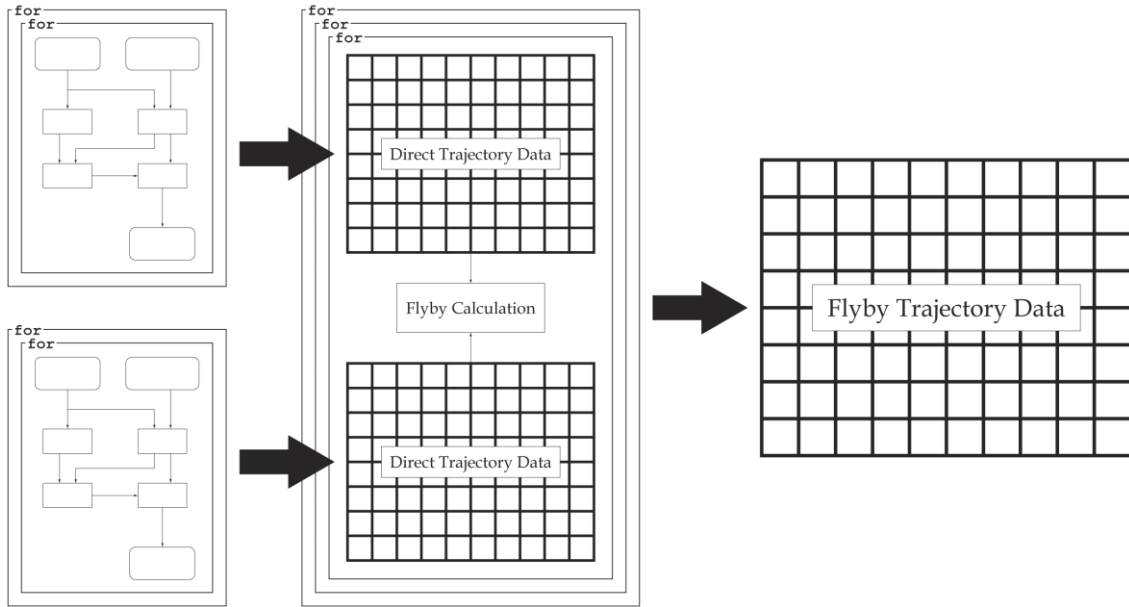 for
for
for
for
for
Direct Trajectory Data
Flyby Calculation
Direct Trajectory Data
for
for
Flyby Trajectory Data